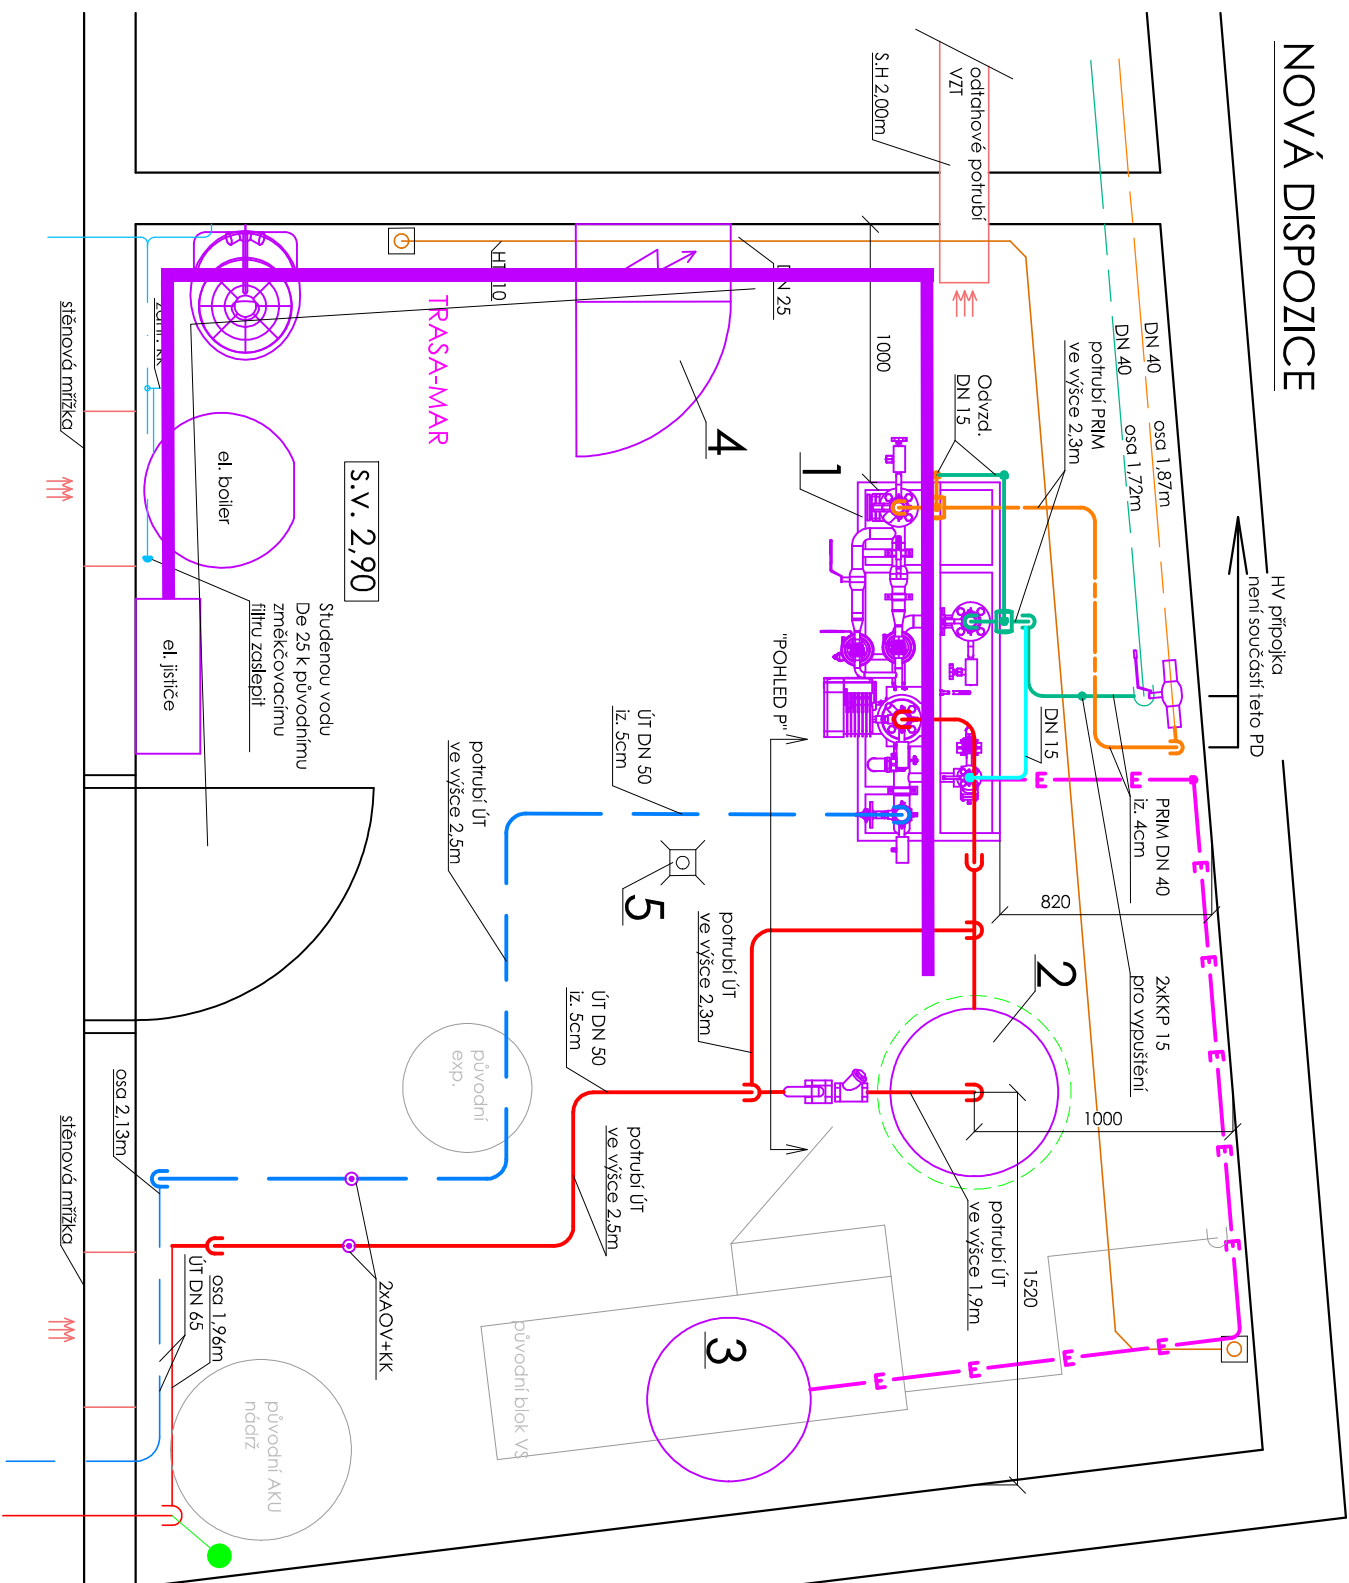 NOVÁ DISPOZICE
odtahové potrubí
VZT
S.H 2,00m
DN 40
osa 1,87m
DN 40
osa 1,72m
potrubí PRIM
ve výšce 2,3m
HV přípojka
není součástí teto PD
Odvzd.
DN 15
1000
DN 25
4
1
TRASA-MAR
stěnová mřížka
el. boiler
s.v. 2,90
Studenou vodu
De 25 k původnímu
změkčovacímu
filtru zaslepit
el. jističe
"POHLED P"
DN 15
PRIM DN 40
iz. 4cm
820
2xKKP 15
pro vypuštění
ÚT DN 50
iz. 5cm
potrubí ÚT
ve výšce 2,5m
5
potrubí ÚT
ve výšce 2,3m
2
1000
ÚT DN 50
iz. 5cm
původní
exp.
osa 2,13m
stěnová mřížka
potrubí ÚT
ve výšce 2,5m
potrubí ÚT
ve výšce 1,9m
1520
2xAOV+KK
osa 1,96m
ÚT DN 65
3
původní blok VS
původní AKU
nádrž
E
E
E
E
E
E
E
E
E
E
E